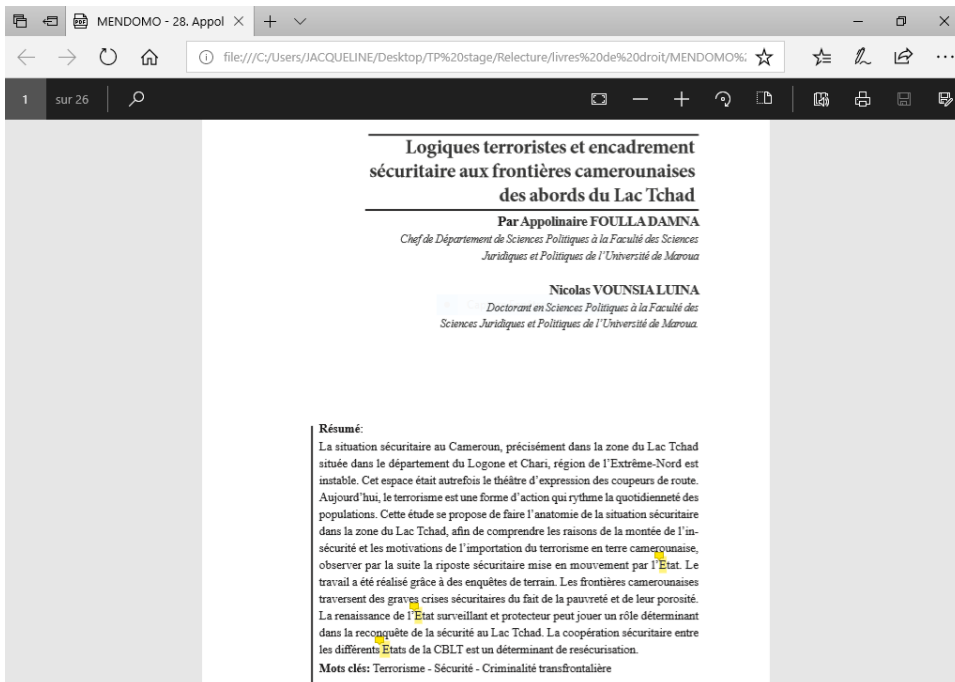 MENDOMO - 28. Appol
file:///C:/Users/JACQUELINE/Desktop/TP%20stage/Relecture/livres%20de%20droit/MENDOMO%
1 sur 26
Logiques terroristes et encadrement
sécuritaire aux frontières camerounaises
des abords du Lac Tchad
Par Appolinaire FOULLA DAMNA
Chef de Département de Sciences Politiques à la Faculté des Sciences
Juridiques et Politiques de l'Université de Maroua
Nicolas VOUNSIA LUINA
Doctorant en Sciences Politiques à la Faculté des
Sciences Juridiques et Politiques de l'Université de Maroua.
Résumé:
La situation sécuritaire au Cameroun, précisément dans la zone du Lac Tchad
située dans le département du Logone et Chari, région de l'Extrême-Nord est
instable. Cet espace était autrefois le théâtre d'expression des coupeurs de route.
Aujourd'hui, le terrorisme est une forme d'action qui rythme la quotidienneté des
populations. Cette étude se propose de faire l'anatomie de la situation sécuritaire
dans la zone du Lac Tchad, afin de comprendre les raisons de la montée de l'in-
sécurité et les motivations de l'importation du terrorisme en terre camerounaise,
observer par la suite la riposte sécuritaire mise en mouvement par l'Etat. Le
travail a été réalisé grâce à des enquêtes de terrain. Les frontières camerounaises
traversent des graves crises sécuritaires du fait de la pauvreté et de leur porosité.
La renaissance de l'Etat surveillant et protecteur peut jouer un rôle déterminant
dans la reconquête de la sécurité au Lac Tchad. La coopération sécuritaire entre
les différents Etats de la CBLT est un déterminant de resécurisation.
Mots clés: Terrorisme - Sécurité - Criminalité transfrontalière